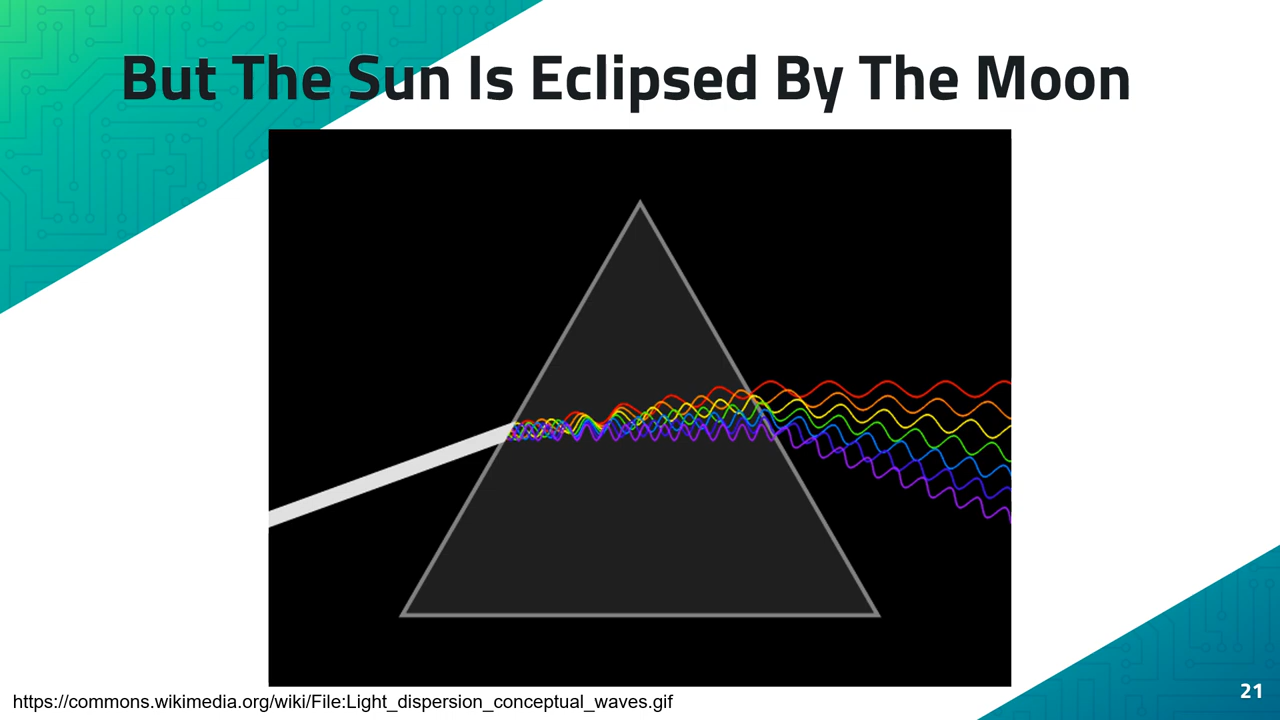 But The Sun Is Eclipsed By The Moon
https://commons.wikimedia.org/wiki/File:Light_dispersion_conceptual_waves.gif
21